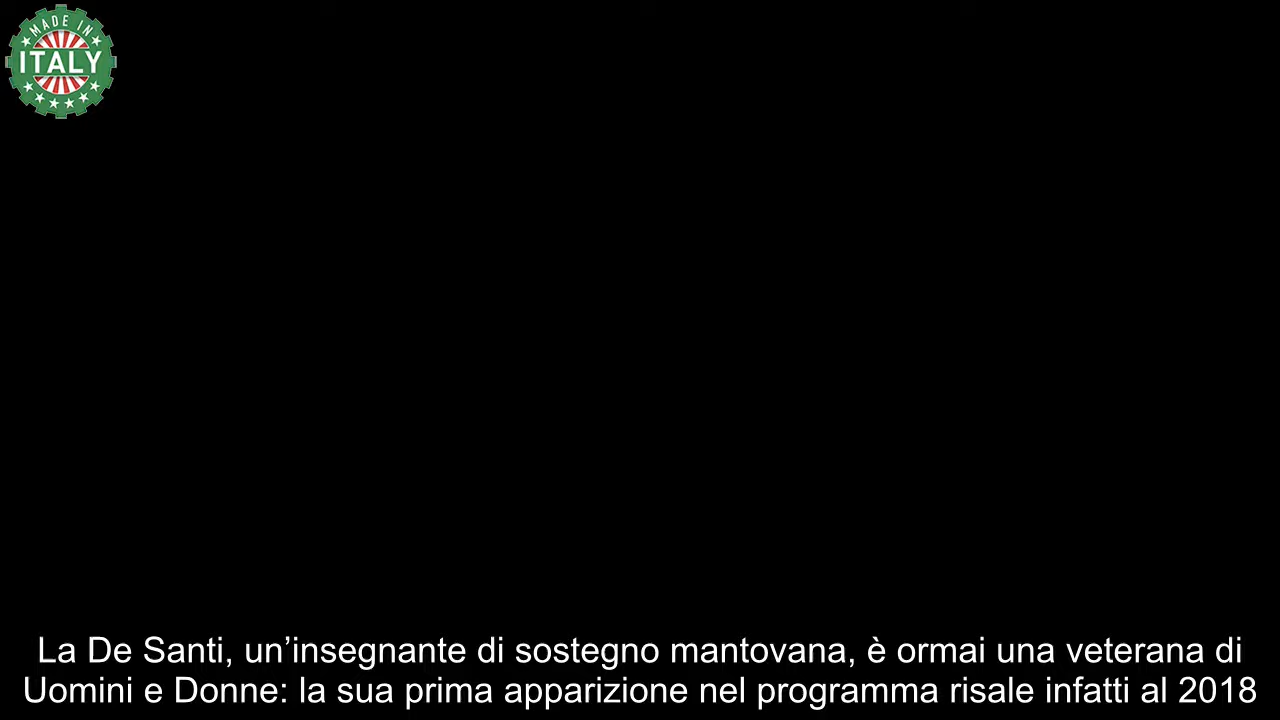 MADE IN
ITALY
La De Santi, un’insegnante di sostegno mantovana, è ormai una veterana di
Uomini e Donne: la sua prima apparizione nel programma risale infatti al 2018